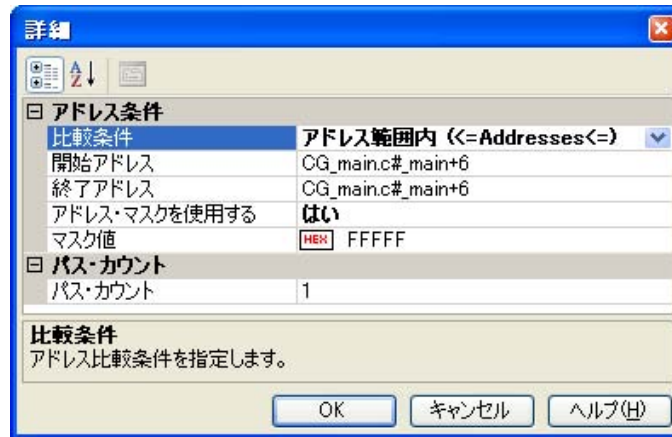 詳細
アドレス条件
比較条件 アドレス範囲内 (<=Addresses<=)
開始アドレス CG_main.c#_main+6
終了アドレス CG_main.c#_main+6
アドレス・マスクを使用する はい
マスク値 HEX FFFFF
パス・カウント
パス・カウント 1
比較条件
アドレス比較条件を指定します。
OK キャンセル ヘルプ(H)